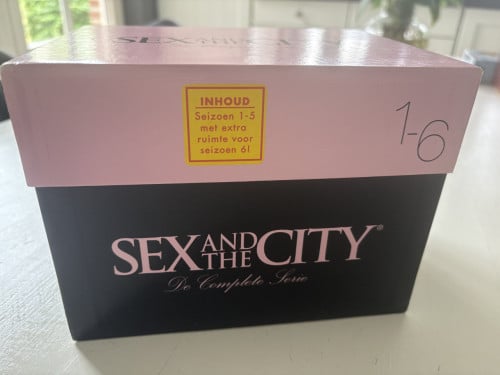 SEX AND THE CITY
INHOUD
Seizoen 1-5
met extra
ruimte voor
seizoen 6!
1-6
SEX AND THE CITY®
De Complete Serie